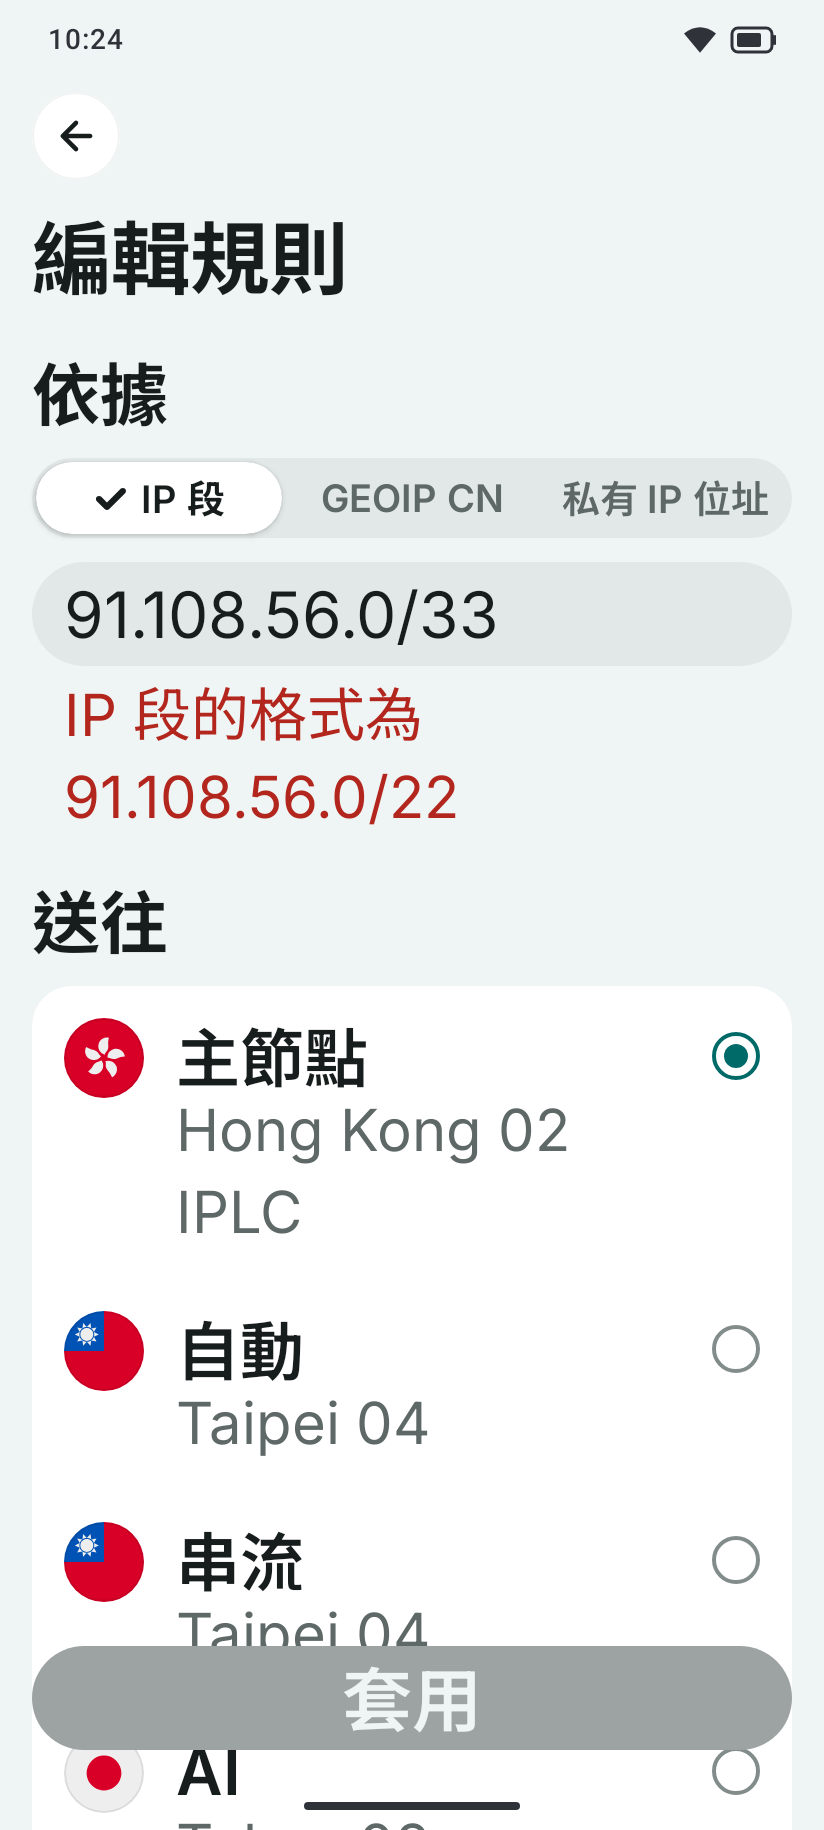 10:24
編輯規則
依據
IP 段
GEOIP CN
私有 IP 位址
91.108.56.0/33
IP 段的格式為
91.108.56.0/22
送往
主節點
Hong Kong 02
IPLC
自動
Taipei 04
串流
Taipei 04
套用
AI